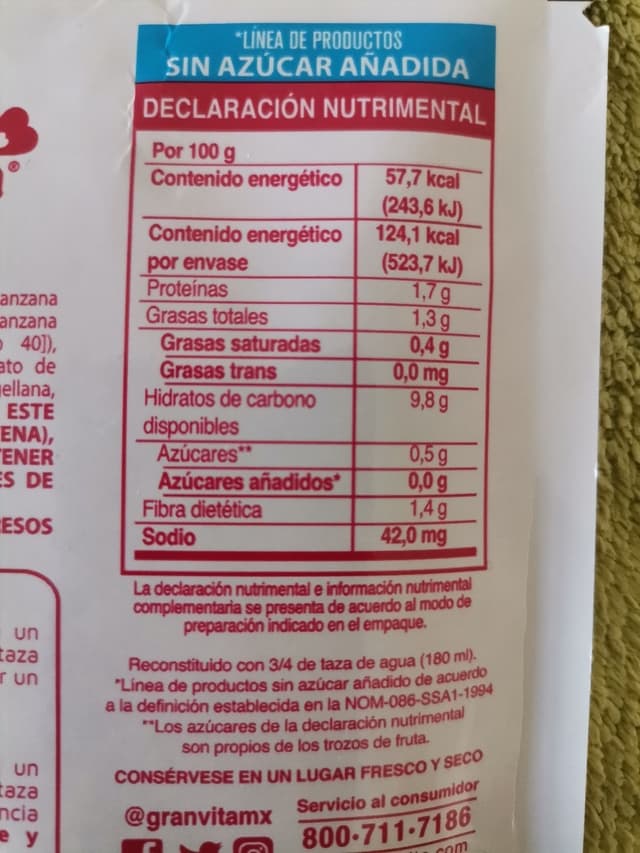 *LÍNEA DE PRODUCTOS
SIN AZÚCAR AÑADIDA
DECLARACIÓN NUTRIMENTAL
Por 100 g
Contenido energético 57,7 kcal
(243,6 kJ)
Contenido energético 124,1 kcal
por envase (523,7 kJ)
Proteínas 1,7 g
Grasas totales 1,3 g
Grasas saturadas 0,4 g
Grasas trans 0,0 mg
Hidratos de carbono 9,8 g
disponibles
Azúcares** 0,5 g
Azúcares añadidos* 0,0 g
Fibra dietética 1,4 g
Sodio 42,0 mg
La declaración nutrimental e información nutrimental
complementaria se presenta de acuerdo al modo de
preparación indicado en el empaque.
Reconstituido con 3/4 de taza de agua (180 ml).
*Línea de productos sin azúcar añadido de acuerdo
a la definición establecida en la NOM-086-SSA1-1994
**Los azúcares de la declaración nutrimental
son propios de los trozos de fruta.
CONSÉRVESE EN UN LUGAR FRESCO Y SECO
@granvitamx
Servicio al consumidor
800-711-7186
.com
anzana
anzana
40]),
ato de
ellana,
ESTE
ENA),
ENER
ES DE
ESOS
un
taza
r un
un
taza
ncia
e y